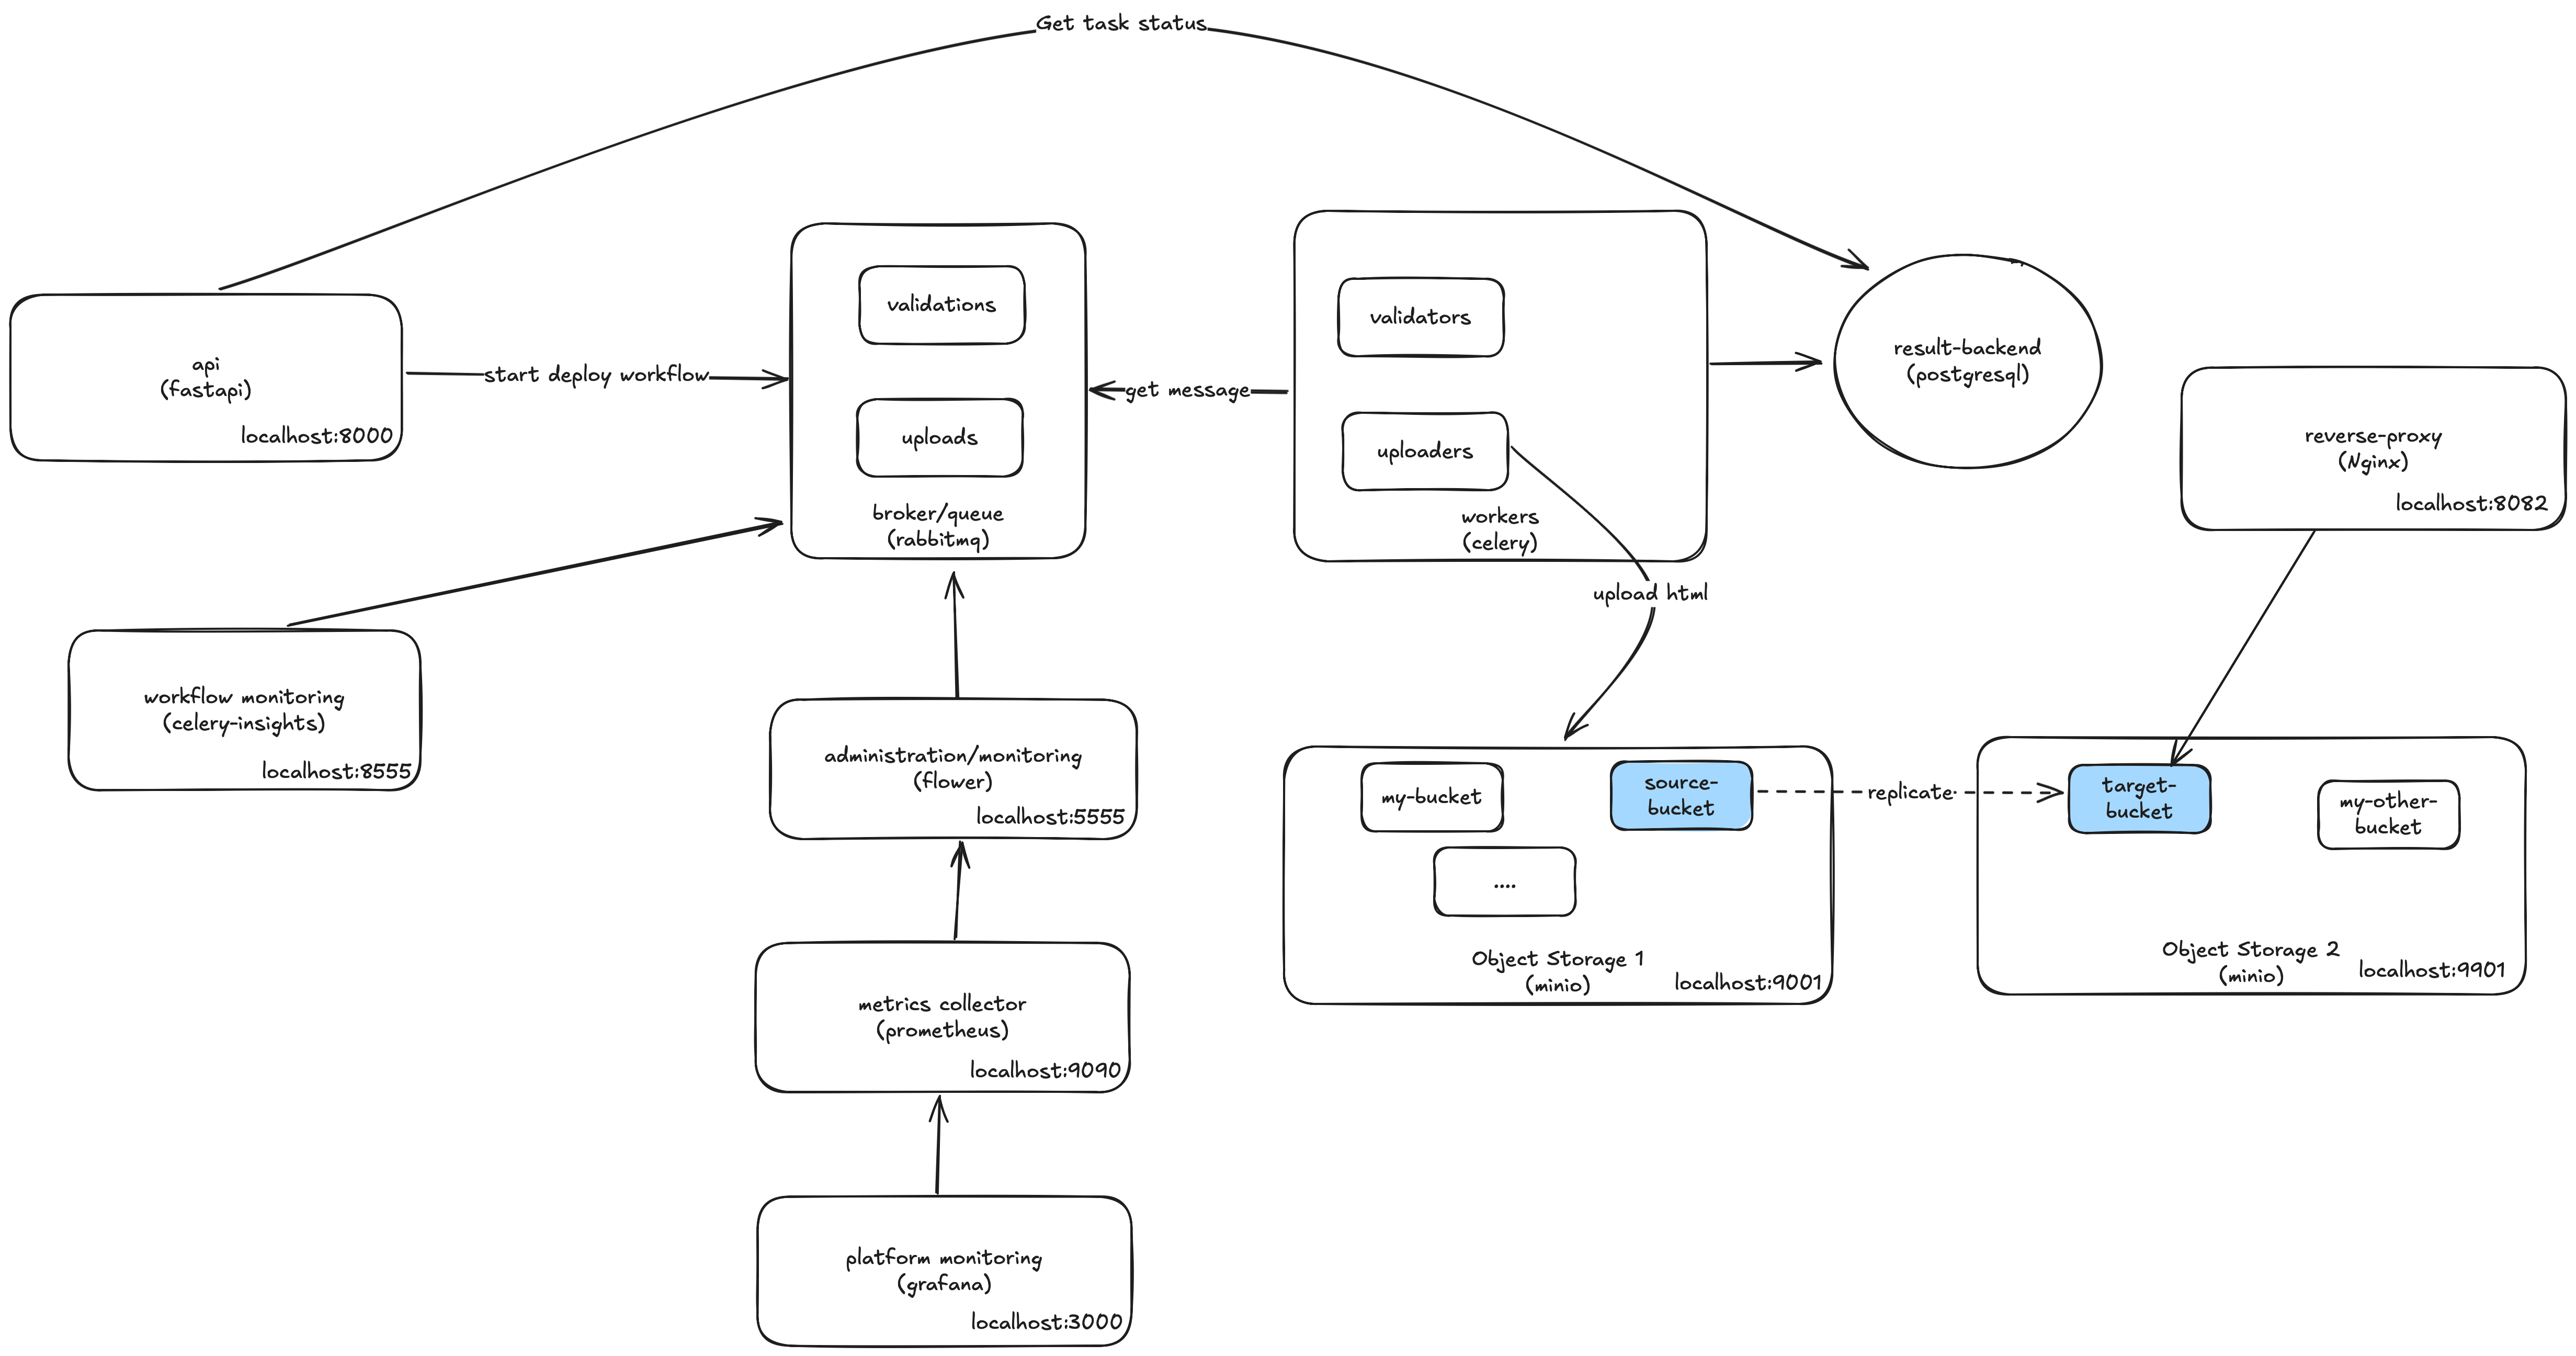 Get task status
api
(fastapi)
localhost:8000
start deploy workflow
validations
uploads
broker/queue
(rabbitmq)
get message
validators
uploaders
workers
(celery)
result-backend
(postgresql)
reverse-proxy
(Nginx)
localhost:8082
upload html
workflow monitoring
(celery-insights)
localhost:8555
administration/monitoring
(flower)
localhost:5555
my-bucket
source-
bucket
....
Object Storage 1
(minio)
localhost:9001
replicate
target-
bucket
my-other-
bucket
Object Storage 2
(minio)
localhost:9901
metrics collector
(prometheus)
localhost:9090
platform monitoring
(grafana)
localhost:3000